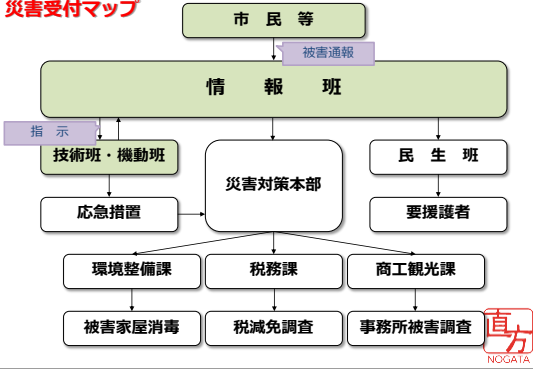 災害受付マップ
市　民　等
被害通報
情　報　班
指　示
技術班・機動班
災害対策本部
民　生　班
応急措置
要援護者
環境整備課
税務課
商工観光課
被害家屋消毒
税減免調査
事務所被害調査
直方
NOGATA